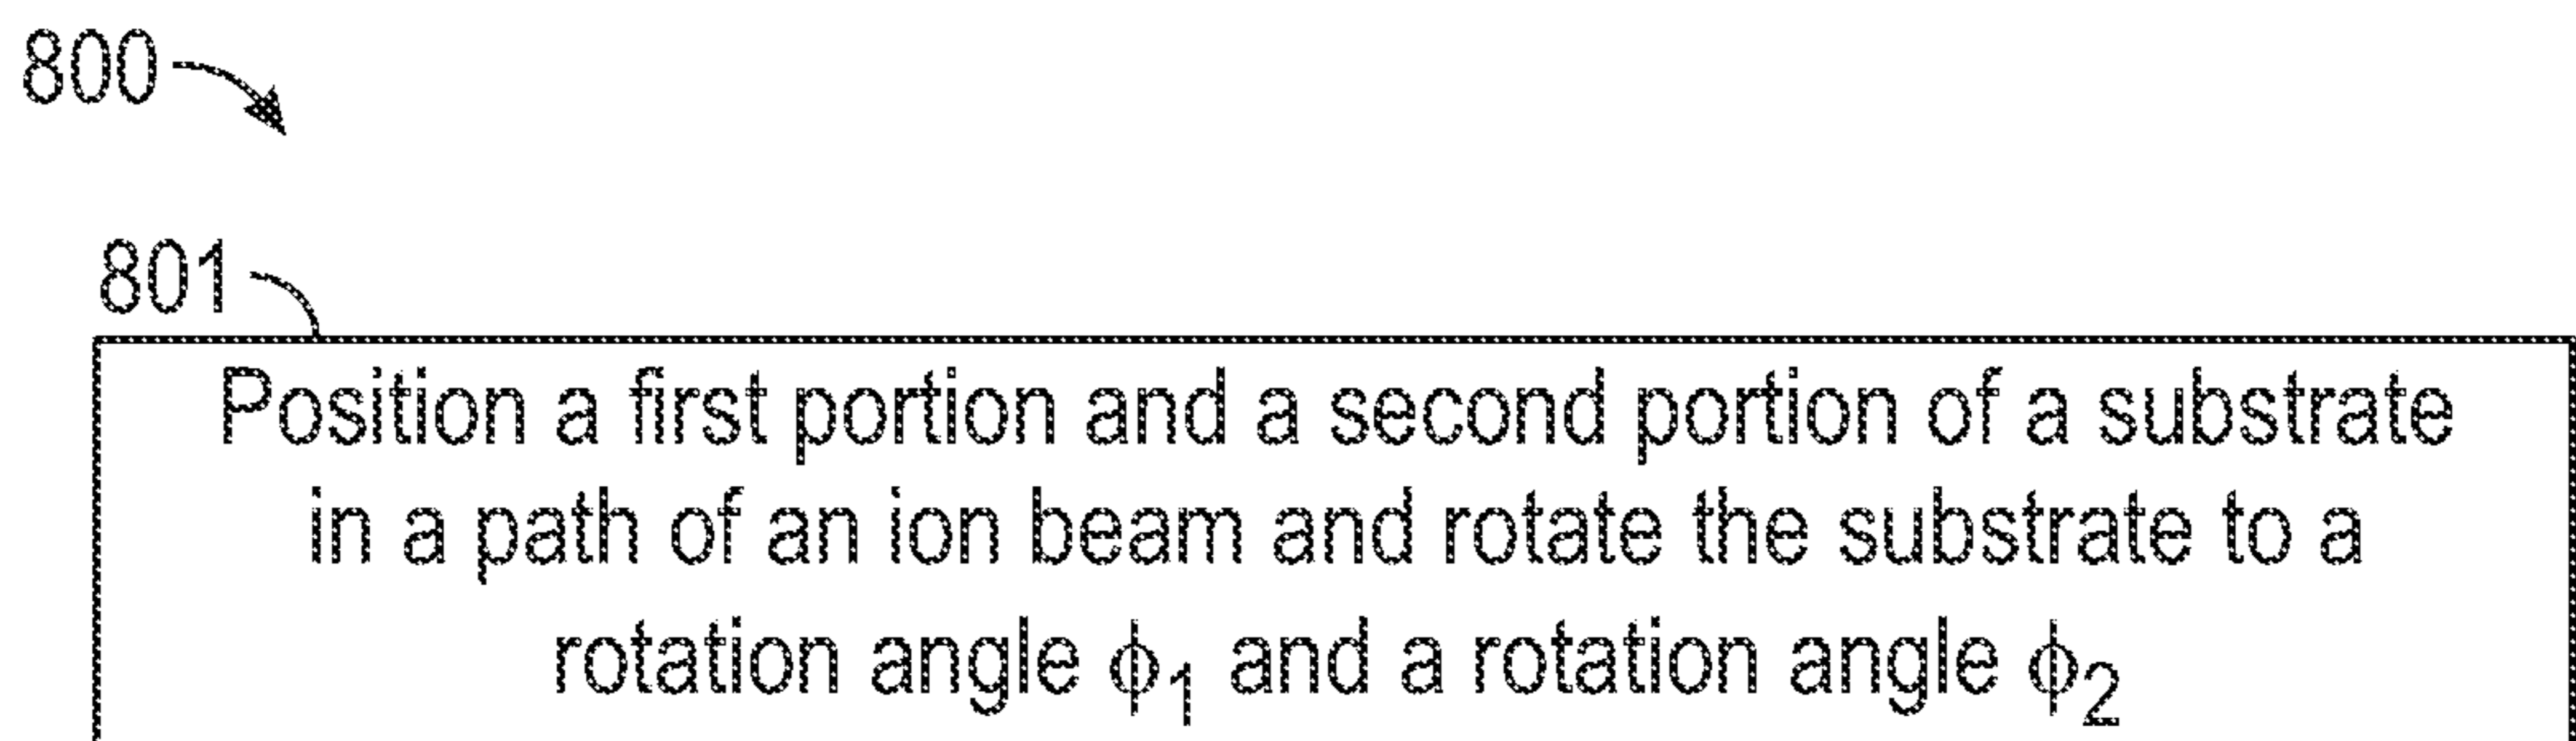 800
801
Position a first portion and a second portion of a substrate
in a path of an ion beam and rotate the substrate to a
rotation angle ϕ₁ and a rotation angle ϕ₂